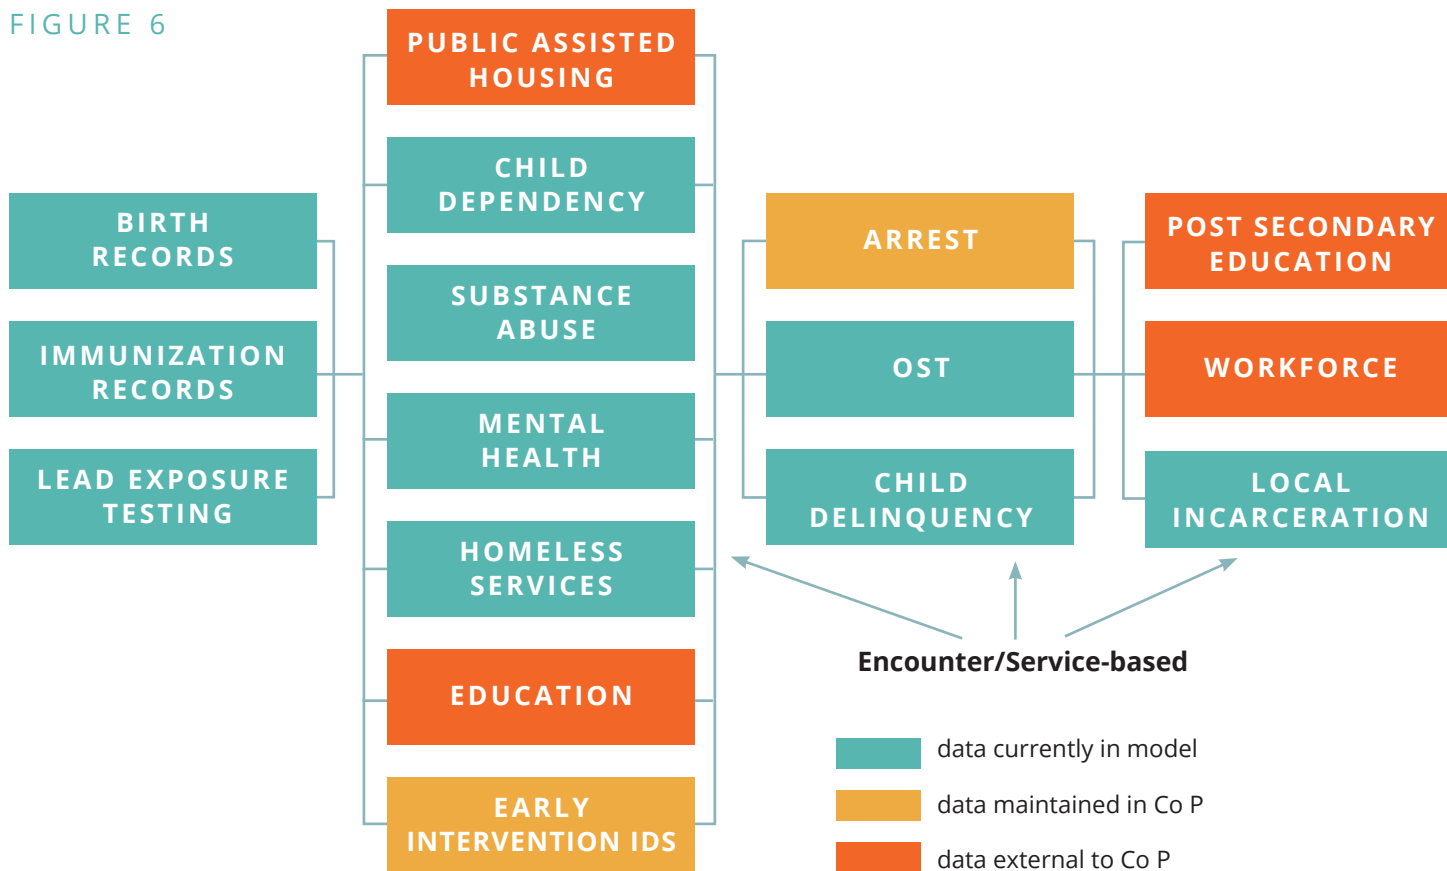 FIGURE 6
BIRTH
RECORDS
IMMUNIZATION
RECORDS
LEAD EXPOSURE
TESTING
PUBLIC ASSISTED
HOUSING
CHILD
DEPENDENCY
SUBSTANCE
ABUSE
MENTAL
HEALTH
HOMELESS
SERVICES
EDUCATION
EARLY
INTERVENTION IDS
ARREST
OST
CHILD
DELINQUENCY
POST SECONDARY
EDUCATION
WORKFORCE
LOCAL
INCARCERATION
Encounter/Service-based
data currently in model
data maintained in Co P
data external to Co P